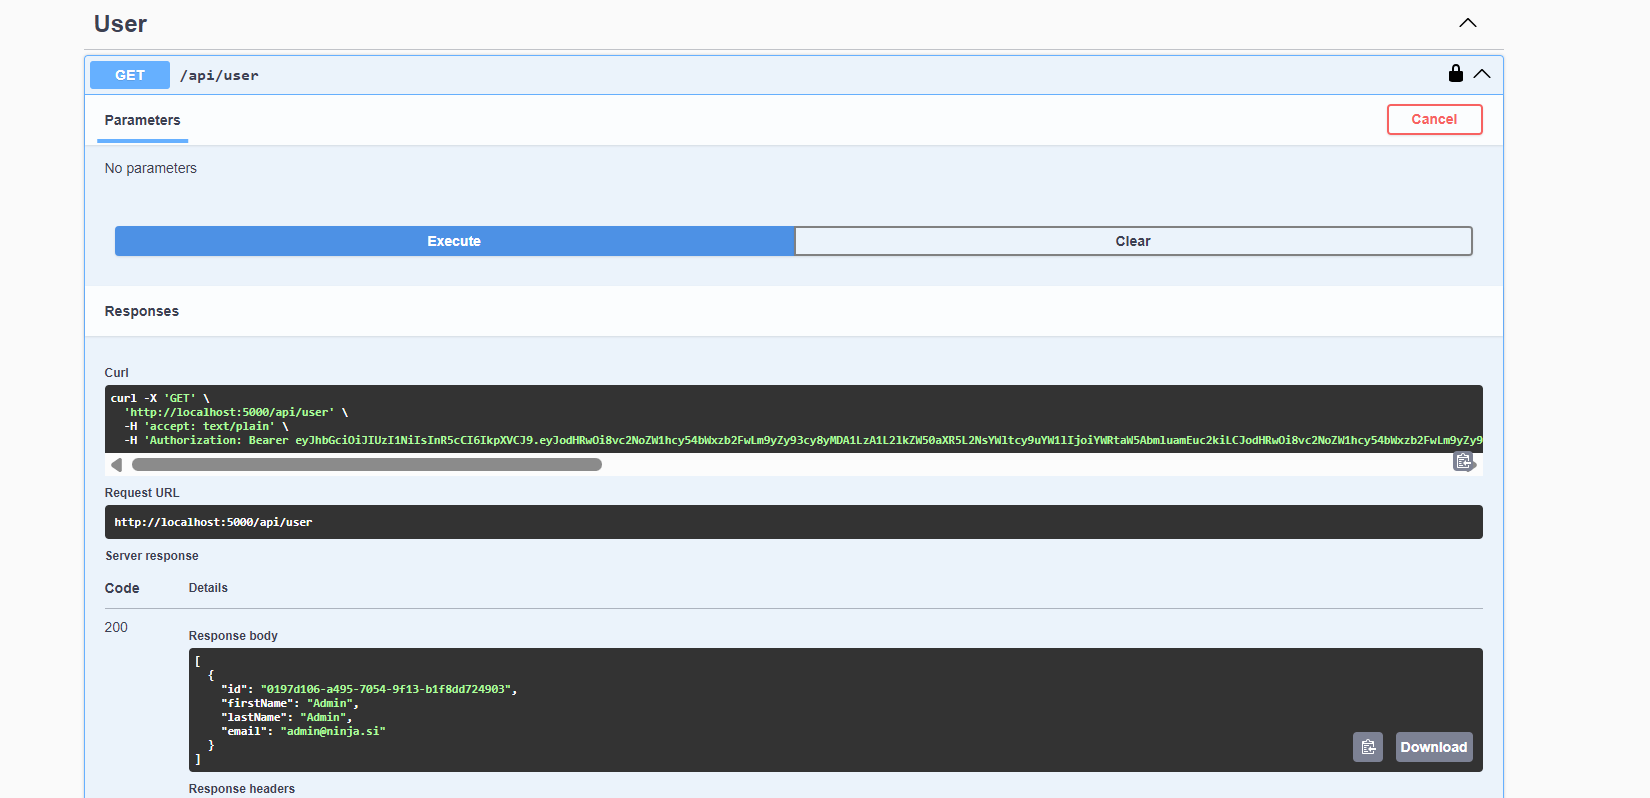 User
GET /api/user
Parameters
Cancel
No parameters
Execute
Clear
Responses
Curl
curl -X 'GET' \
'http://localhost:5000/api/user' \
-H 'accept: text/plain' \
-H 'Authorization: Bearer
Request URL
http://localhost:5000/api/user
Server response
Code Details
200
Response body
[
{
"id": "0197d106-a495-7054-9f13-b1f8dd724903",
"firstName": "Admin",
"lastName": "Admin",
"email": "admin@ninja.si"
}
]
Download
Response headers